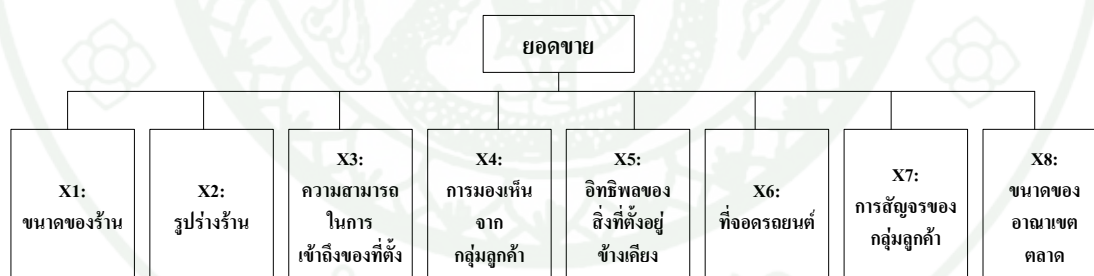 ยอดขาย
X1:
ขนาดของร้าน
X2:
รูปร่างร้าน
X3:
ความสามารถ
ในการ
เข้าถึงของที่ตั้ง
X4:
การมองเห็น
จาก
กลุ่มลูกค้า
X5:
อิทธิพลของ
สิ่งที่ตั้งอยู่
ข้างเคียง
X6:
ที่จอดรถยนต์
X7:
การสัญจรของ
กลุ่มลูกค้า
X8:
ขนาดของ
อาณาเขต
ตลาด